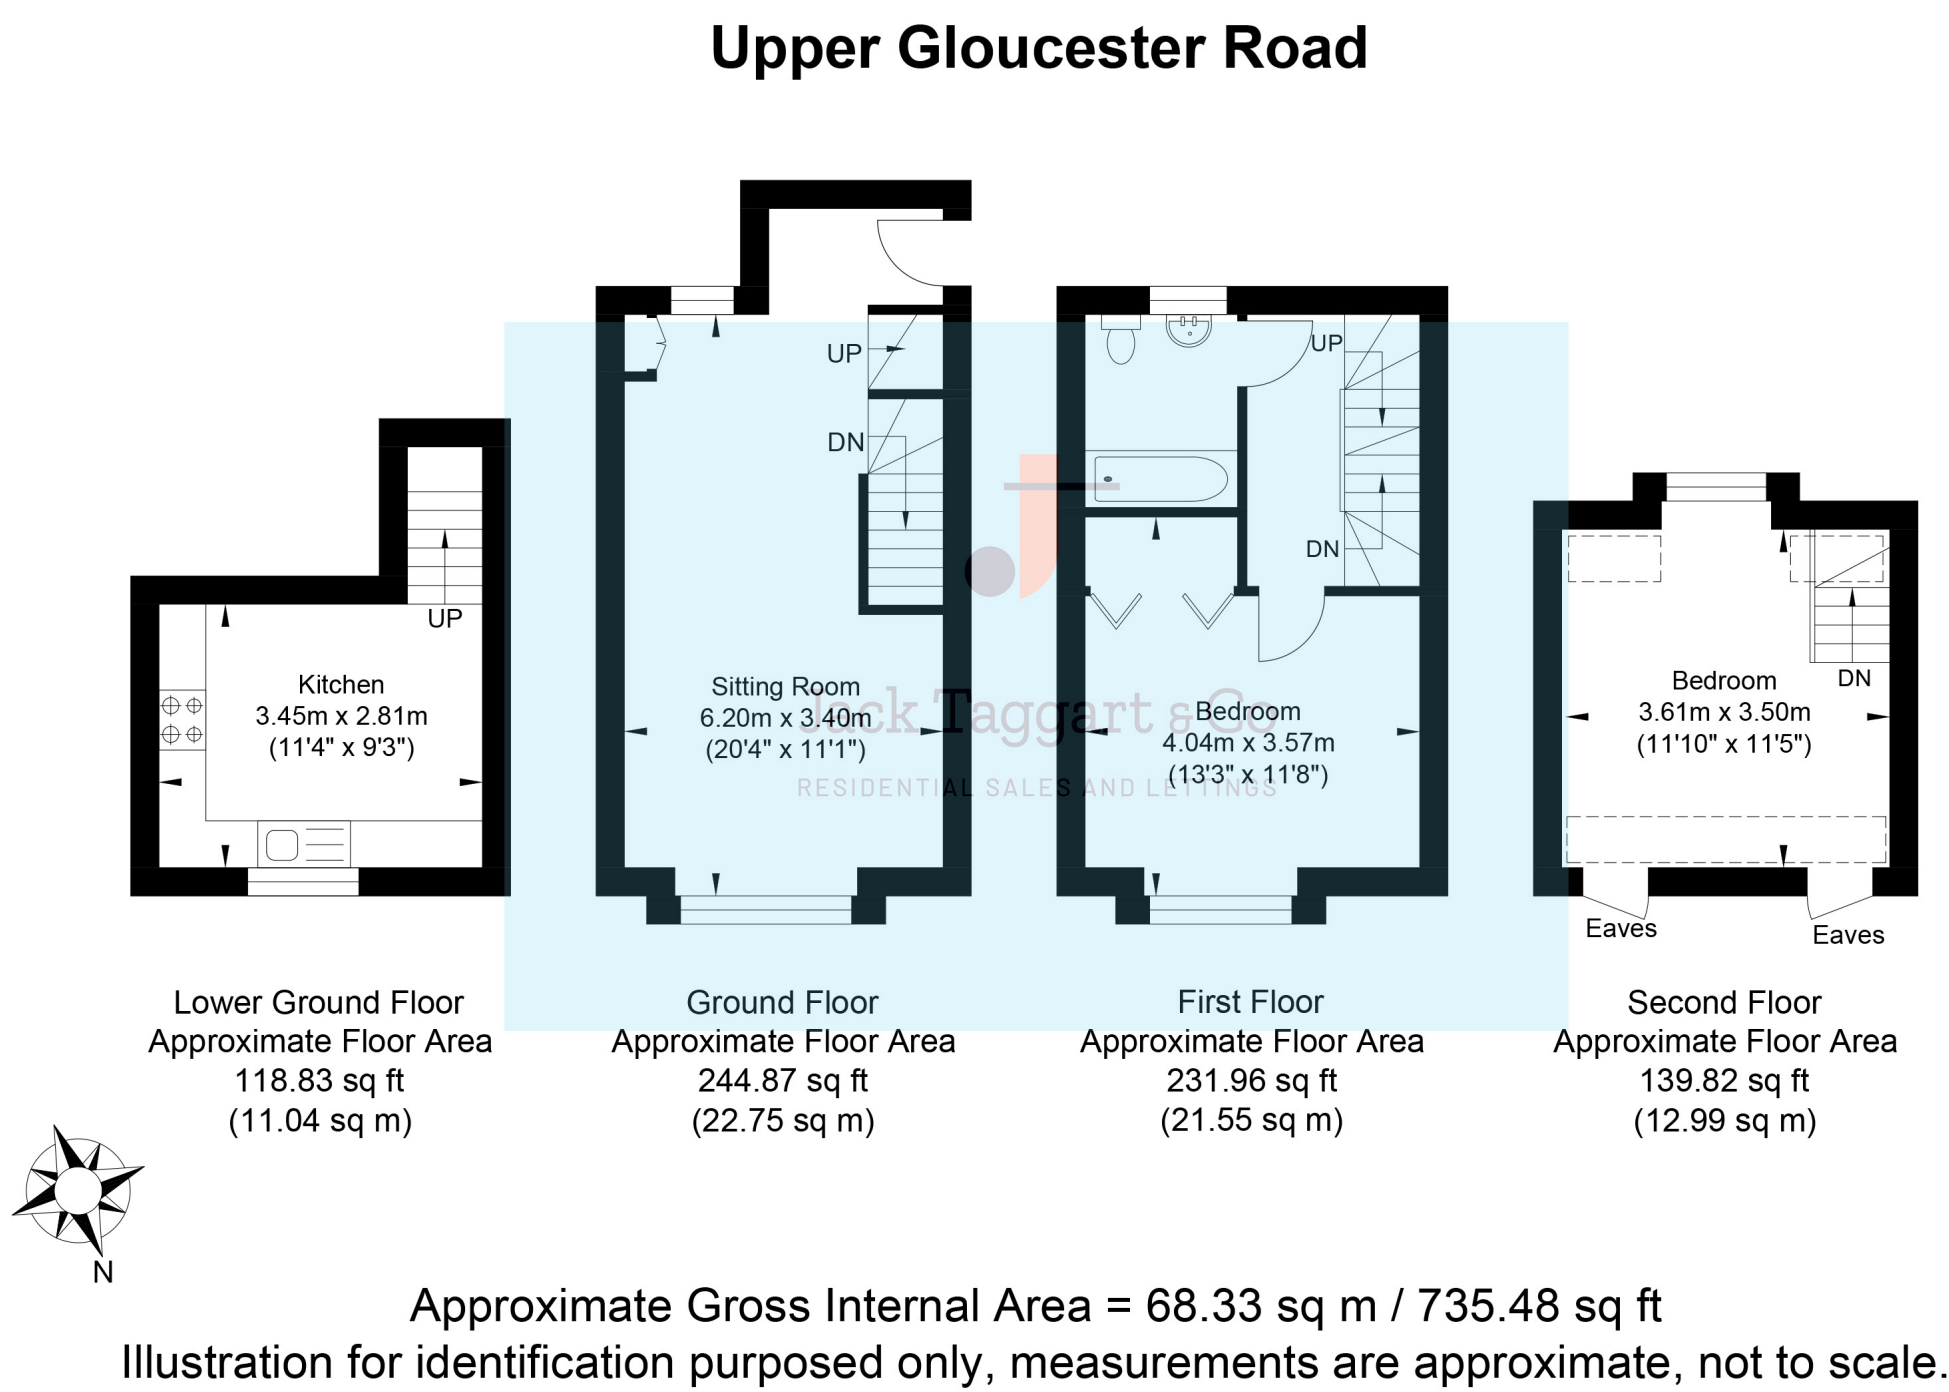 Upper Gloucester Road
UP
DN
UP
DN
UP
DN
Kitchen
3.45m x 2.81m
(11'4" x 9'3")
Sitting Room
6.20m x 3.40m
(20'4" x 11'1")
Bedroom
4.04m x 3.57m
(13'3" x 11'8")
Bedroom
3.61m x 3.50m
(11'10" x 11'5")
Jack Taggart & Co
RESIDENTIAL SALES AND LETTINGS
Eaves
Eaves
Lower Ground Floor
Approximate Floor Area
118.83 sq ft
(11.04 sq m)
Ground Floor
Approximate Floor Area
244.87 sq ft
(22.75 sq m)
First Floor
Approximate Floor Area
231.96 sq ft
(21.55 sq m)
Second Floor
Approximate Floor Area
139.82 sq ft
(12.99 sq m)
N
Approximate Gross Internal Area = 68.33 sq m / 735.48 sq ft
Illustration for identification purposed only, measurements are approximate, not to scale.